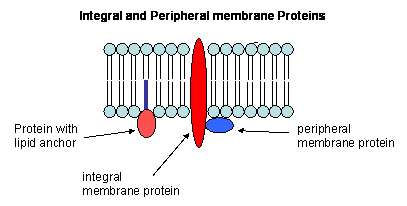 Integral and Peripheral membrane Proteins
Protein with
lipid anchor
integral
membrane protein
peripheral
membrane protein